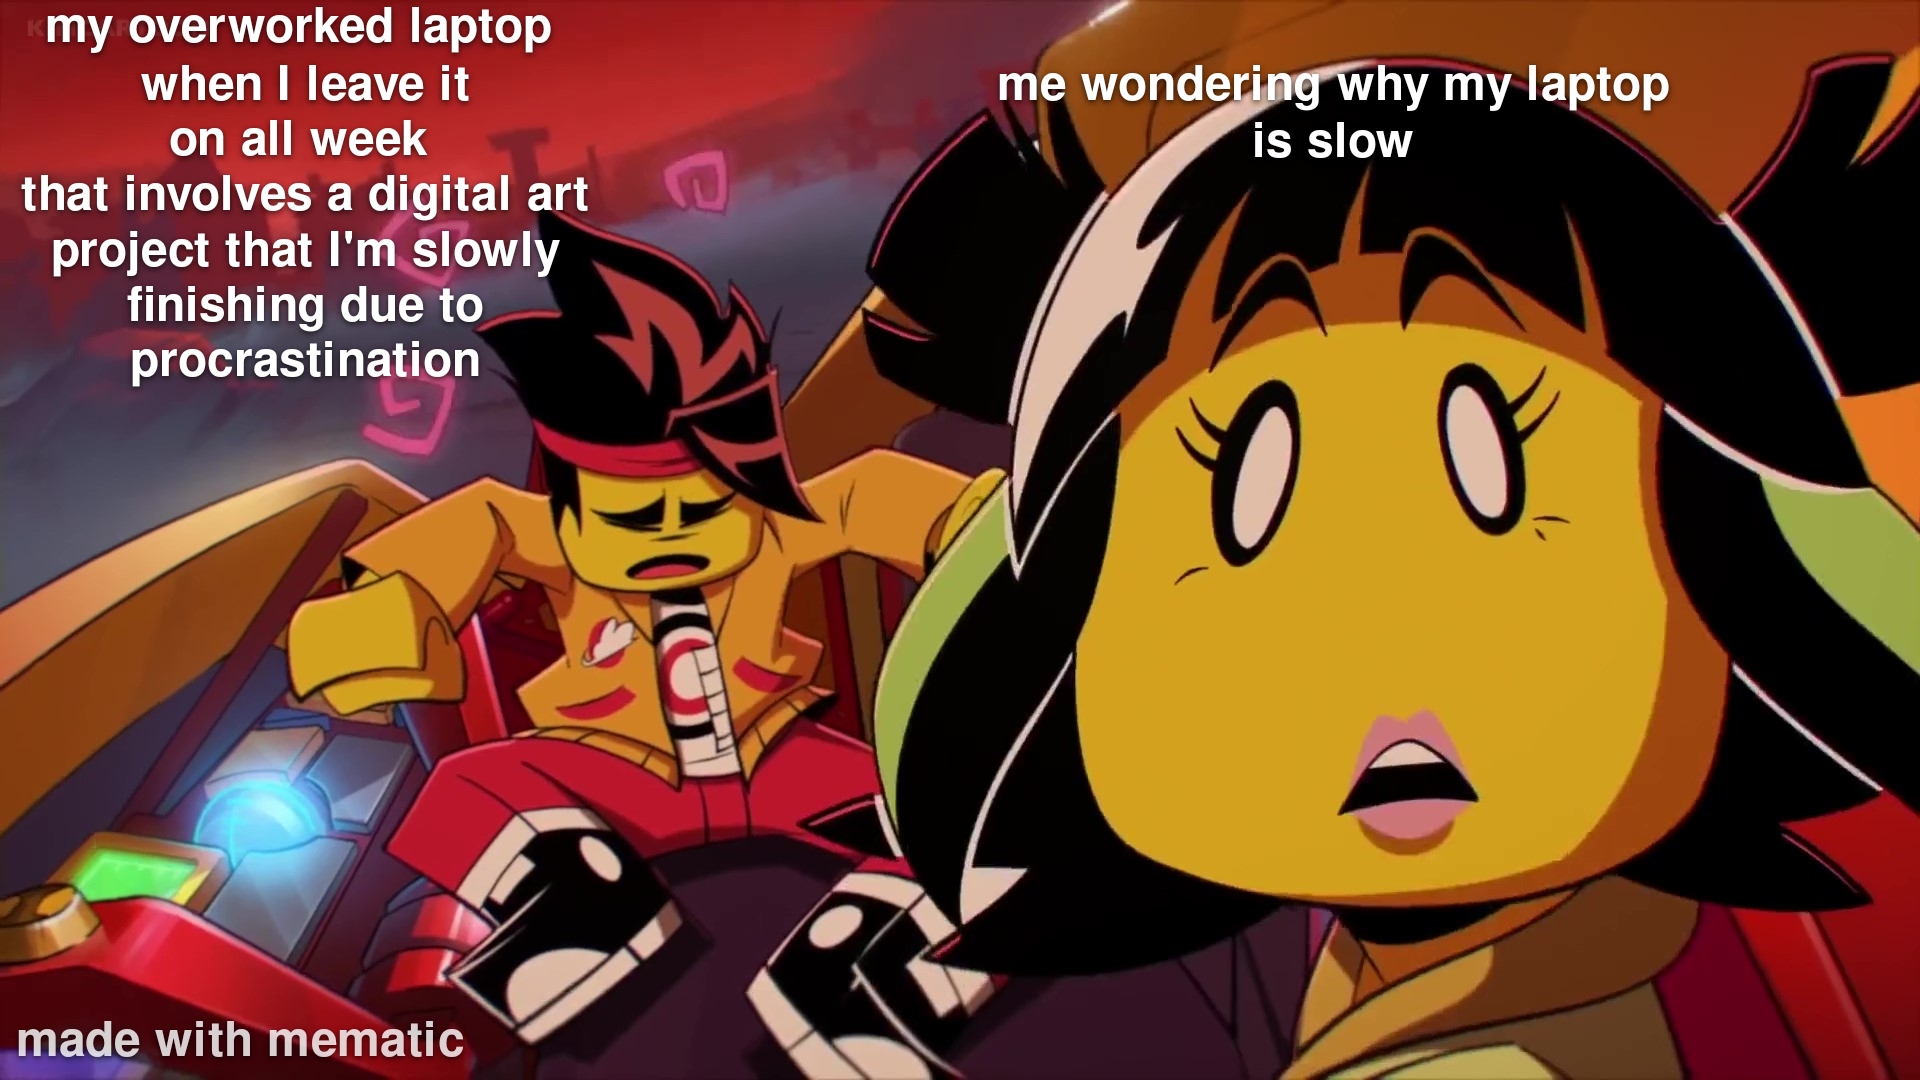 my overworked laptop
when I leave it
on all week
that involves a digital art
project that I'm slowly
finishing due to
procrastination
me wondering why my laptop
is slow
made with mematic